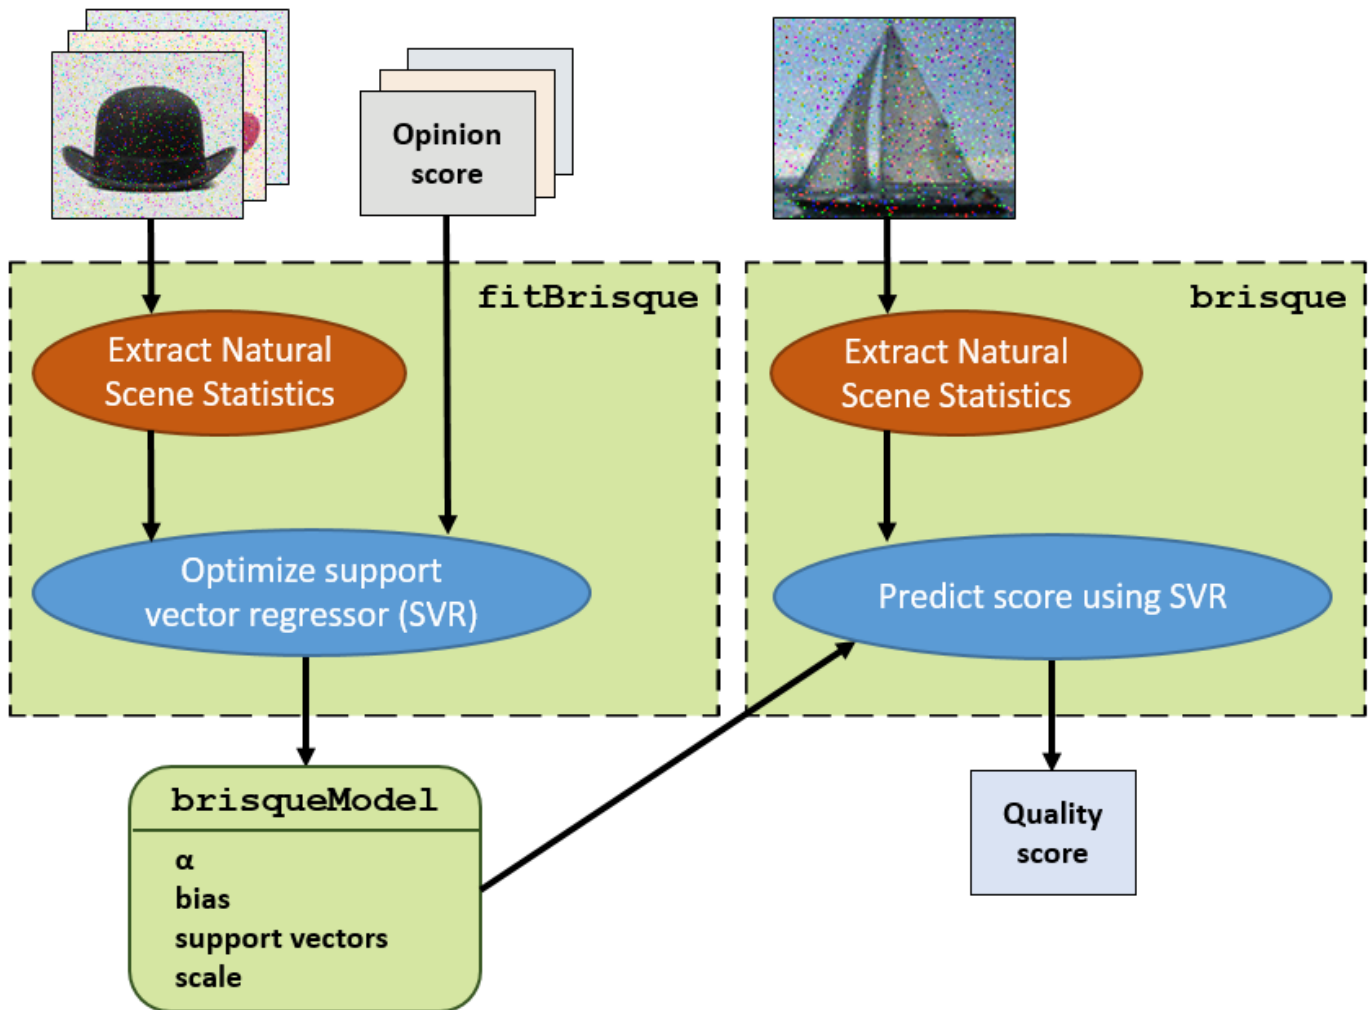 Opinion
score
fitBrisque
Extract Natural
Scene Statistics
Optimize support
vector regressor (SVR)
brisqueModel
α
bias
support vectors
scale
brisque
Extract Natural
Scene Statistics
Predict score using SVR
Quality
score